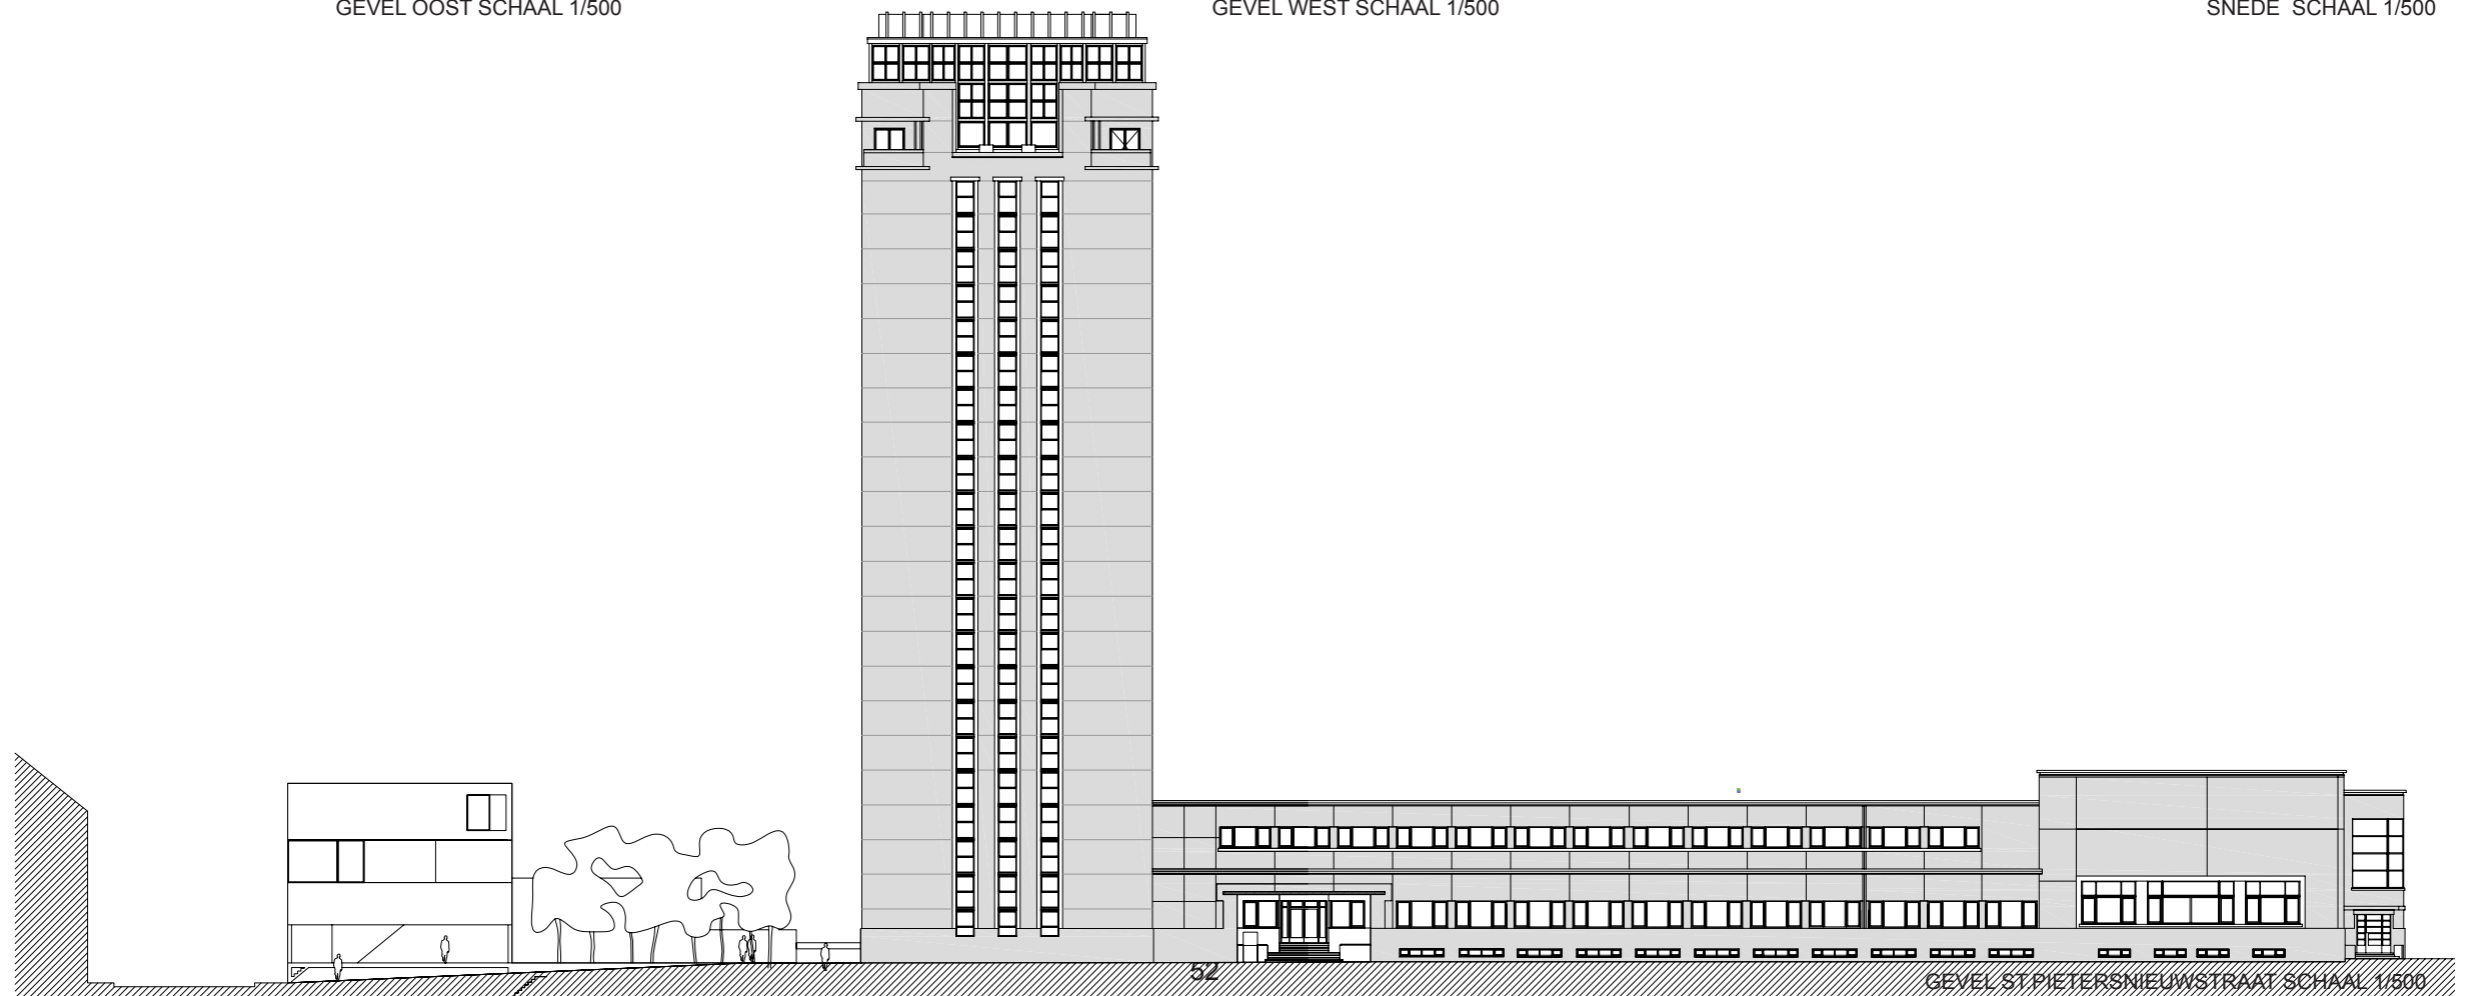 GEVEL OOST SCHAAL 1/500
GEVEL WEST SCHAAL 1/500
SNEDE SCHAAL 1/500
52
GEVEL ST.PIETERSNIEUWSTRAAT SCHAAL 1/500